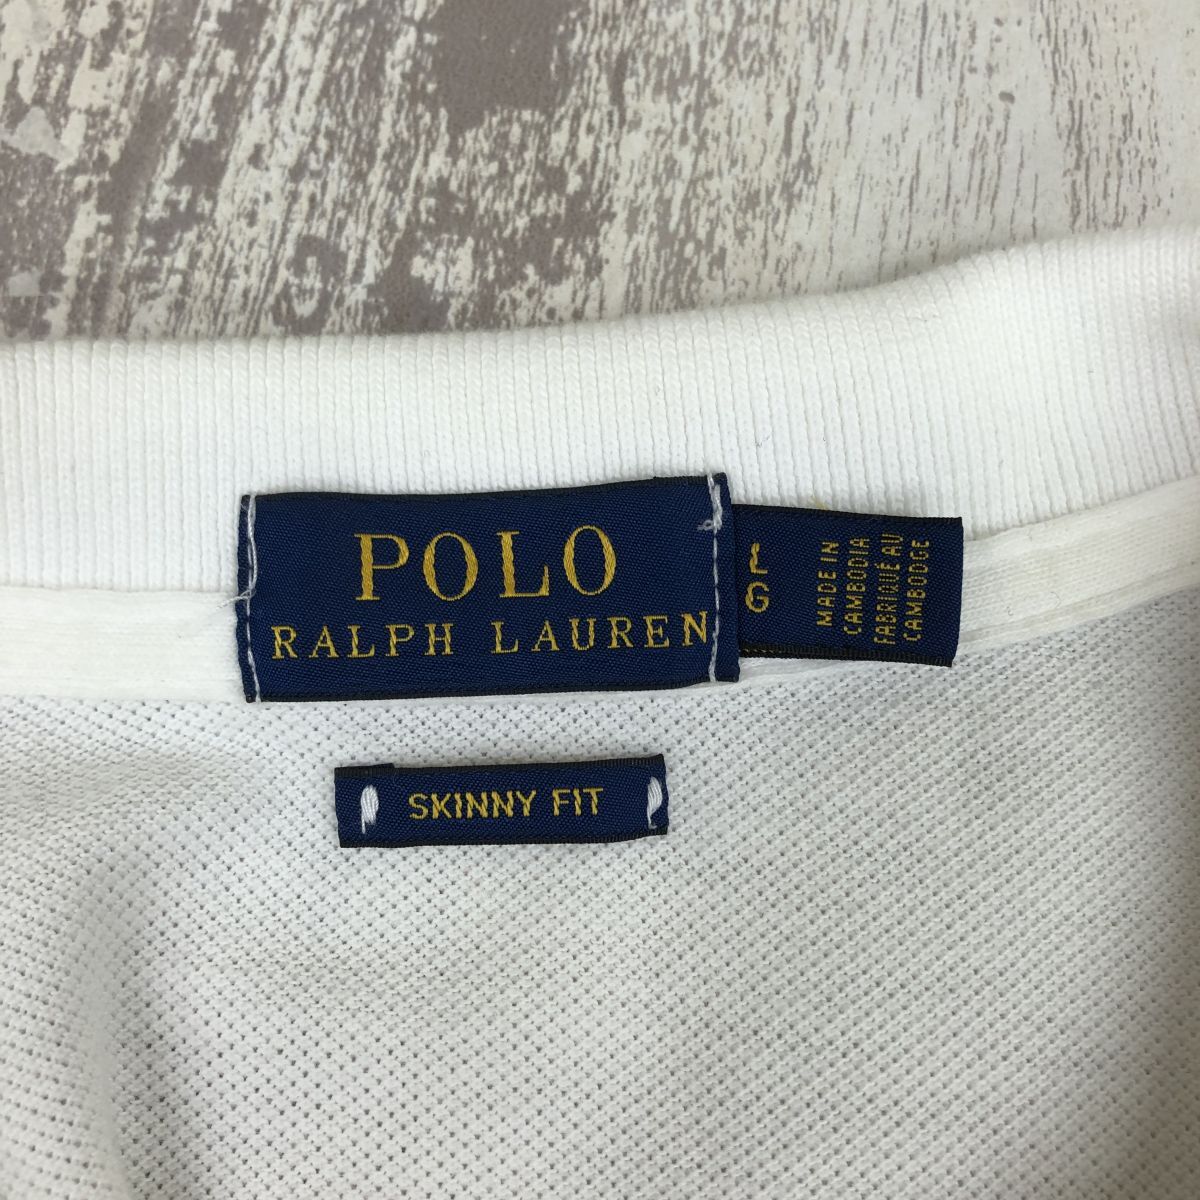 POLO
RALPH LAUREN
L
G
MADE IN
CAMBODIA
FABRIQUÉ AU
CAMBODGE
SKINNY FIT